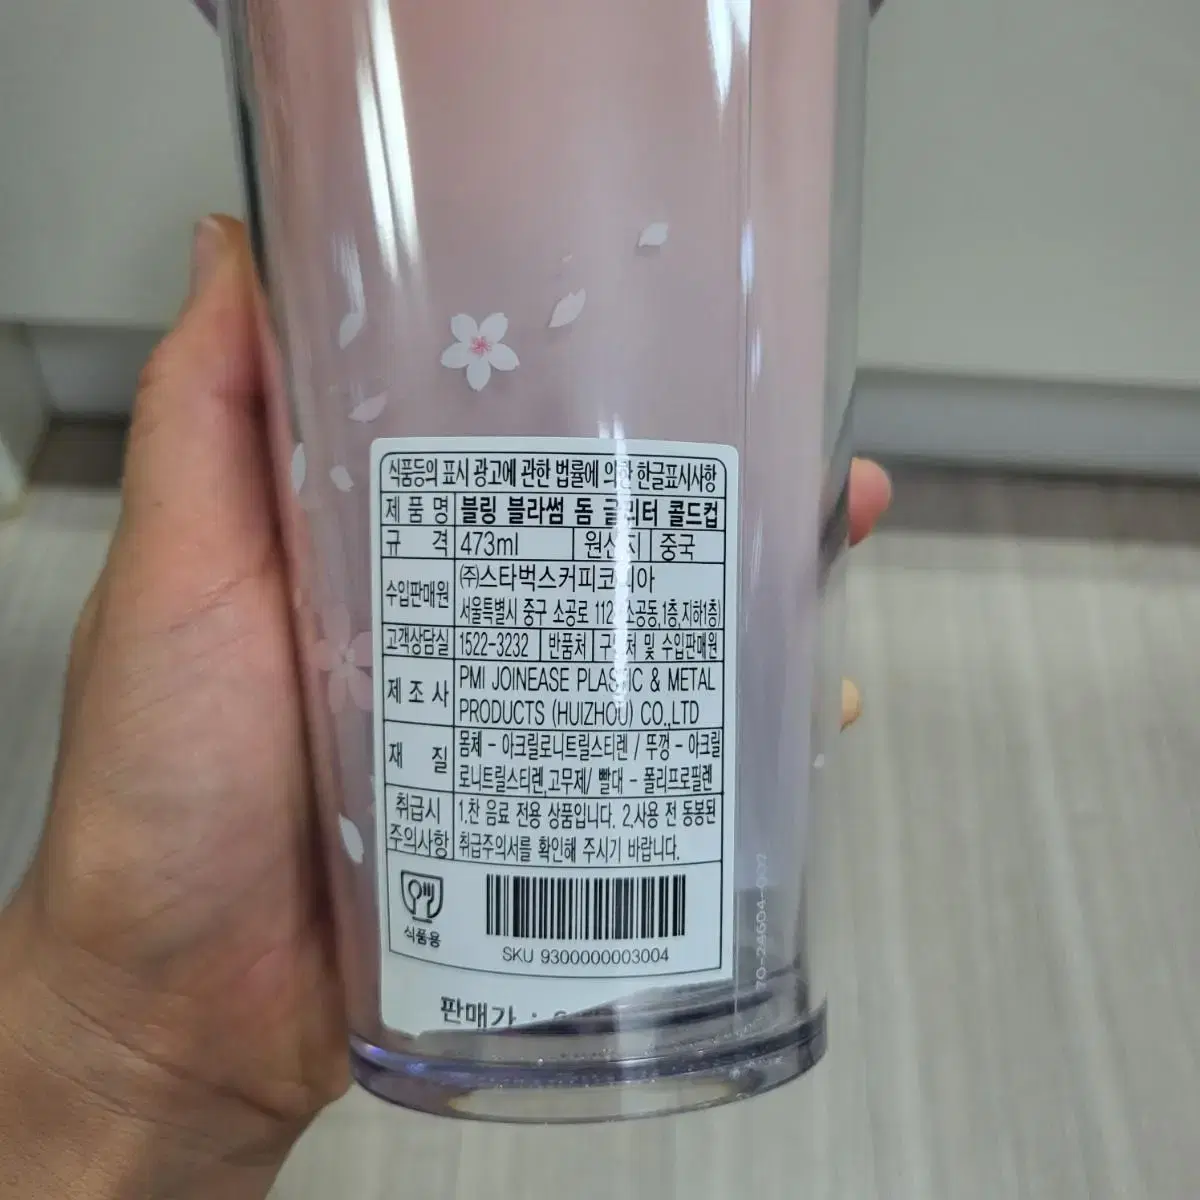 식품등의 표시 광고에 관한 법률에 의한 한글표시사항
제 품 명 블링 블라썸 돔 글리터 콜드컵
규 격 473ml 원산지 중국
수입판매원 (주)스타벅스커피코리아
서울특별시 중구 소공로 112(소공동,1층,지하1층)
고객상담실 1522-3232 반품처 구입처 및 수입판매원
제 조 사 PMI JOINEASE PLASTIC & METAL
PRODUCTS (HUIZHOU) CO.,LTD
재 질 몸체 - 아크릴로니트릴스티렌 / 뚜껑 - 아크릴
로니트릴스티렌,고무제/ 빨대 - 폴리프로필렌
취급시 주의사항 1.찬 음료 전용 상품입니다. 2.사용 전 동봉된
취급주의서를 확인해 주시기 바랍니다.
식품용
SKU 9300000003004
판매가 :
70-24604-002